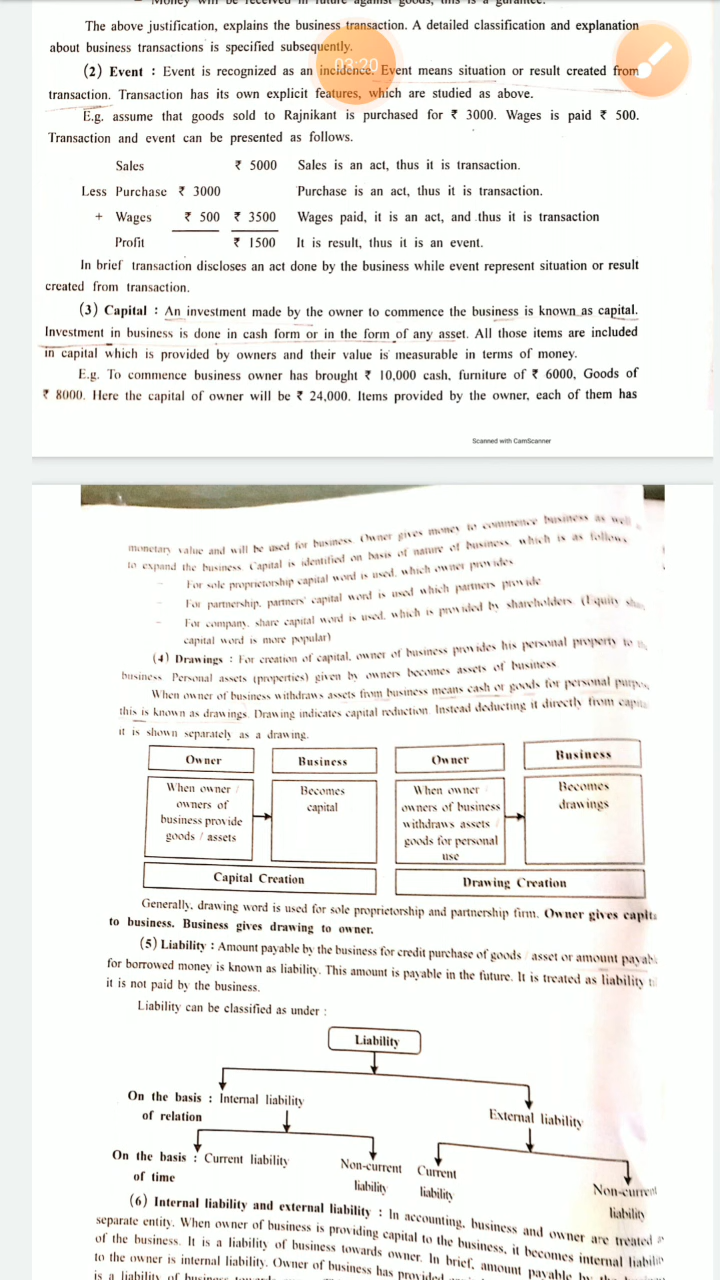 Money will be received in future against goods, this is a gurantee.
The above justification, explains the business transaction. A detailed classification and explanation
about business transactions is specified subsequently.
(2) Event : Event is recognized as an incidence. Event means situation or result created from
transaction. Transaction has its own explicit features, which are studied as above.
03:20
E.g. assume that goods sold to Rajnikant is purchased for ₹ 3000. Wages is paid ₹ 500.
Transaction and event can be presented as follows.
Sales ₹ 5000 Sales is an act, thus it is transaction.
Less Purchase ₹ 3000 Purchase is an act, thus it is transaction.
+ Wages ₹ 500 ₹ 3500 Wages paid, it is an act, and thus it is transaction
Profit ₹ 1500 It is result, thus it is an event.
In brief transaction discloses an act done by the business while event represent situation or result
created from transaction.
(3) Capital : An investment made by the owner to commence the business is known as capital.
Investment in business is done in cash form or in the form of any asset. All those items are included
in capital which is provided by owners and their value is measurable in terms of money.
E.g. To commence business owner has brought ₹ 10,000 cash, furniture of ₹ 6000, Goods of
₹ 8000. Here the capital of owner will be ₹ 24,000. Items provided by the owner, each of them has
Scanned with CamScanner
monetary value and will be used for business. Owner gives money to commence business as well
to expand the business. Capital is identified on basis of nature of business, which is as follows
– For sole proprietorship capital word is used, which owner provides
– For partnership, partners' capital word is used which partners provide
– For company, share capital word is used, which is provided by shareholders. (Equity
capital word is more popular)
(4) Drawings : For creation of capital, owner of business provides his personal property to
business. Personal assets (properties) given by owners becomes assets of business
When owner of business withdraws assets from business means cash or goods for personal
this is known as drawings. Drawing indicates capital reduction. Instead deducting it directly from
it is shown separately as a drawing.
Owner Business Owner Business
When owner / owners of business provide goods / assets
Becomes capital
When owner / owners of business withdraws assets / goods for personal use
Becomes drawings
Capital Creation Drawing Creation
Generally, drawing word is used for sole proprietorship and partnership firm. Owner gives
to business. Business gives drawing to owner.
(5) Liability : Amount payable by the business for credit purchase of goods / asset or amount
for borrowed money is known as liability. This amount is payable in the future. It is treated as liability
it is not paid by the business.
Liability can be classified as under :
Liability
On the basis : Internal liability External liability
of relation
On the basis : Current liability Non-current liability Current liability Non-current liability
of time
(6) Internal liability and external liability : In accounting, business and owner are treated
separate entity. When owner of business is providing capital to the business, it becomes internal
of the business. It is a liability of business towards owner. In brief, amount payable by the
to the owner is internal liability. Owner of business has provided
is a liability of business